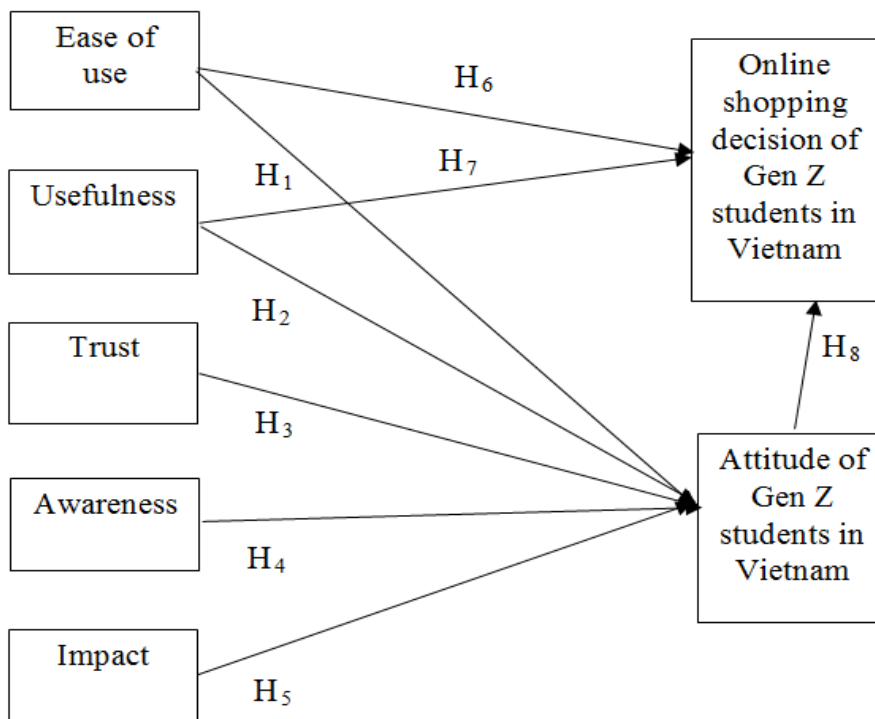 Ease of
use
H6
Online
shopping
decision of
Gen Z
students in
Vietnam
H1
H7
Usefulness
H2
Trust
H8
H3
Attitude of
Gen Z
students in
Vietnam
Awareness
H4
Impact
H5